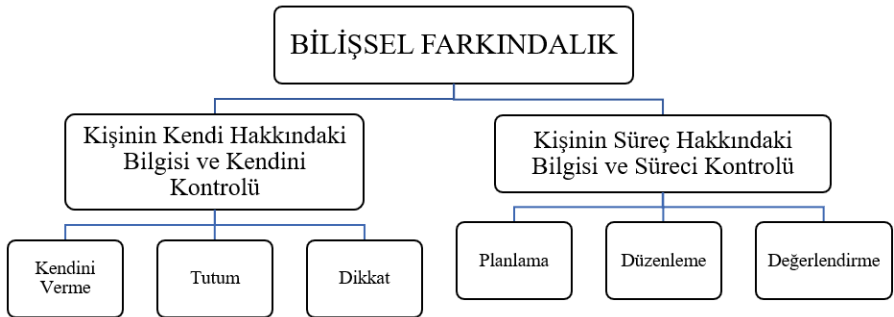 BİLİŞSEL FARKINDALIK
Kişinin Kendi Hakkındaki
Bilgisi ve Kendini
Kontrolü
Kişinin Süreç Hakkındaki
Bilgisi ve Süreci Kontrolü
Kendini
Verme
Tutum
Dikkat
Planlama
Düzenleme
Değerlendirme